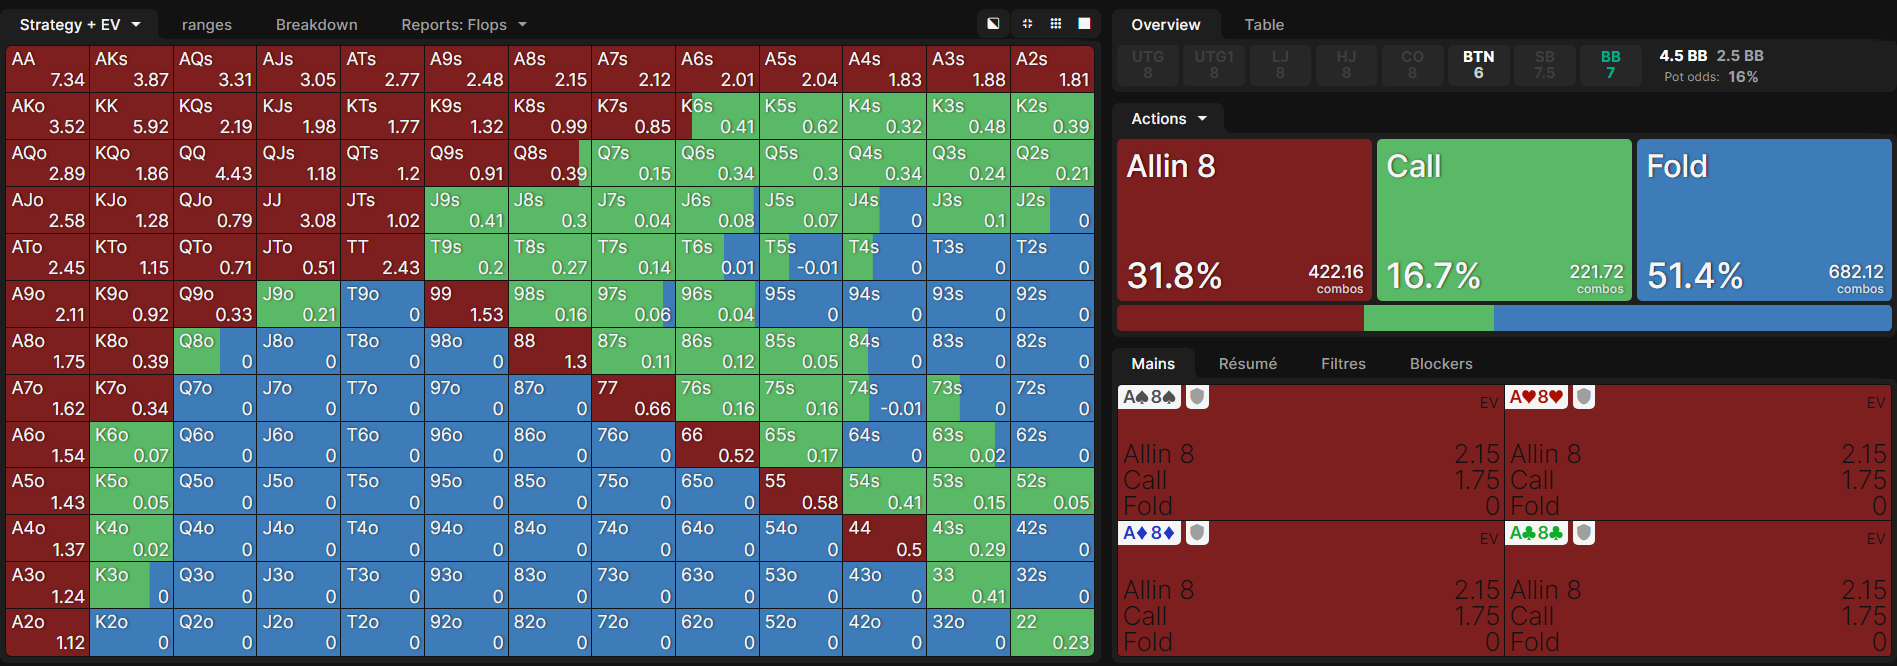 Strategy + EV ranges Breakdown Reports: Flops
AA AKs AQs AJs ATs A9s A8s A7s A6s A5s A4s A3s A2s
7.34 3.87 3.31 3.05 2.77 2.48 2.15 2.12 2.01 2.04 1.83 1.88 1.81
AKo KK KQs KJs KTs K9s K8s K7s K6s K5s K4s K3s K2s
3.52 5.92 2.19 1.98 1.77 1.32 0.99 0.85 0.41 0.62 0.32 0.48 0.39
AQo KQo QQ QJs QTs Q9s Q8s Q7s Q6s Q5s Q4s Q3s Q2s
2.89 1.86 4.43 1.18 1.2 0.91 0.39 0.15 0.34 0.3 0.34 0.24 0.21
AJo KJo QJo JJ JTs J9s J8s J7s J6s J5s J4s J3s J2s
2.58 1.28 0.79 3.08 1.02 0.41 0.3 0.04 0.08 0.07 0 0.1 0
ATo KTo QTo JTo TT T9s T8s T7s T6s T5s T4s T3s T2s
2.45 1.15 0.71 0.51 2.43 0.2 0.27 0.14 0.01 -0.01 0 0 0
A9o K9o Q9o J9o T9o 99 98s 97s 96s 95s 94s 93s 92s
2.11 0.92 0.33 0.21 0 1.53 0.16 0.06 0.04 0 0 0 0
A8o K8o Q8o J8o T8o 98o 88 87s 86s 85s 84s 83s 82s
1.75 0.39 0 0 0 0 1.3 0.11 0.12 0.05 0 0 0
A7o K7o Q7o J7o T7o 97o 87o 77 76s 75s 74s 73s 72s
1.62 0.34 0 0 0 0 0 0.66 0.16 0.16 -0.01 0 0
A6o K6o Q6o J6o T6o 96o 86o 76o 66 65s 64s 63s 62s
1.54 0.07 0 0 0 0 0 0 0.52 0.17 0 0.02 0
A5o K5o Q5o J5o T5o 95o 85o 75o 65o 55 54s 53s 52s
1.43 0.05 0 0 0 0 0 0 0 0.58 0.41 0.15 0.05
A4o K4o Q4o J4o T4o 94o 84o 74o 64o 54o 44 43s 42s
1.37 0.02 0 0 0 0 0 0 0 0 0.5 0.29 0
A3o K3o Q3o J3o T3o 93o 83o 73o 63o 53o 43o 33 32s
1.24 0 0 0 0 0 0 0 0 0 0 0.41 0
A2o K2o Q2o J2o T2o 92o 82o 72o 62o 52o 42o 32o 22
1.12 0 0 0 0 0 0 0 0 0 0 0 0.23
Overview Table
UTG UTG1 LJ HJ CO BTN SB BB 4.5 BB 2.5 BB
8 8 8 8 8 6 7.5 7 Pot odds: 16%
Actions
Allin 8 Call Fold
31.8% 422.16 combos 16.7% 221.72 combos 51.4% 682.12 combos
Mains Résumé Filtres Blockers
A♠8♠ EV A♥8♥ EV
Allin 8 2.15 Allin 8 2.15
Call 1.75 Call 1.75
Fold 0 Fold 0
A♦8♦ EV A♣8♣ EV
Allin 8 2.15 Allin 8 2.15
Call 1.75 Call 1.75
Fold 0 Fold 0